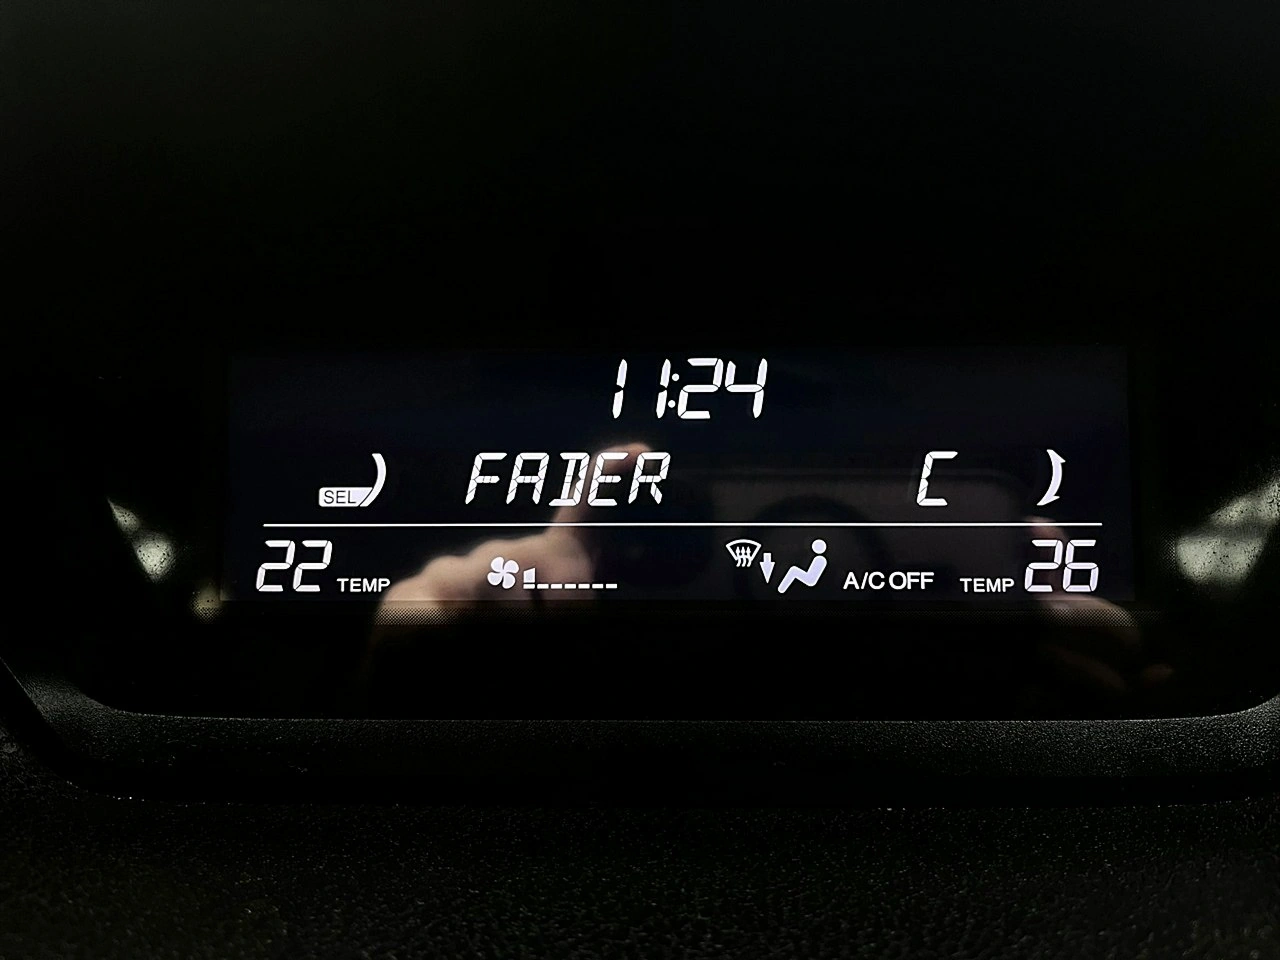 11:24
SEL FADER C
22 TEMP A/C OFF TEMP 26